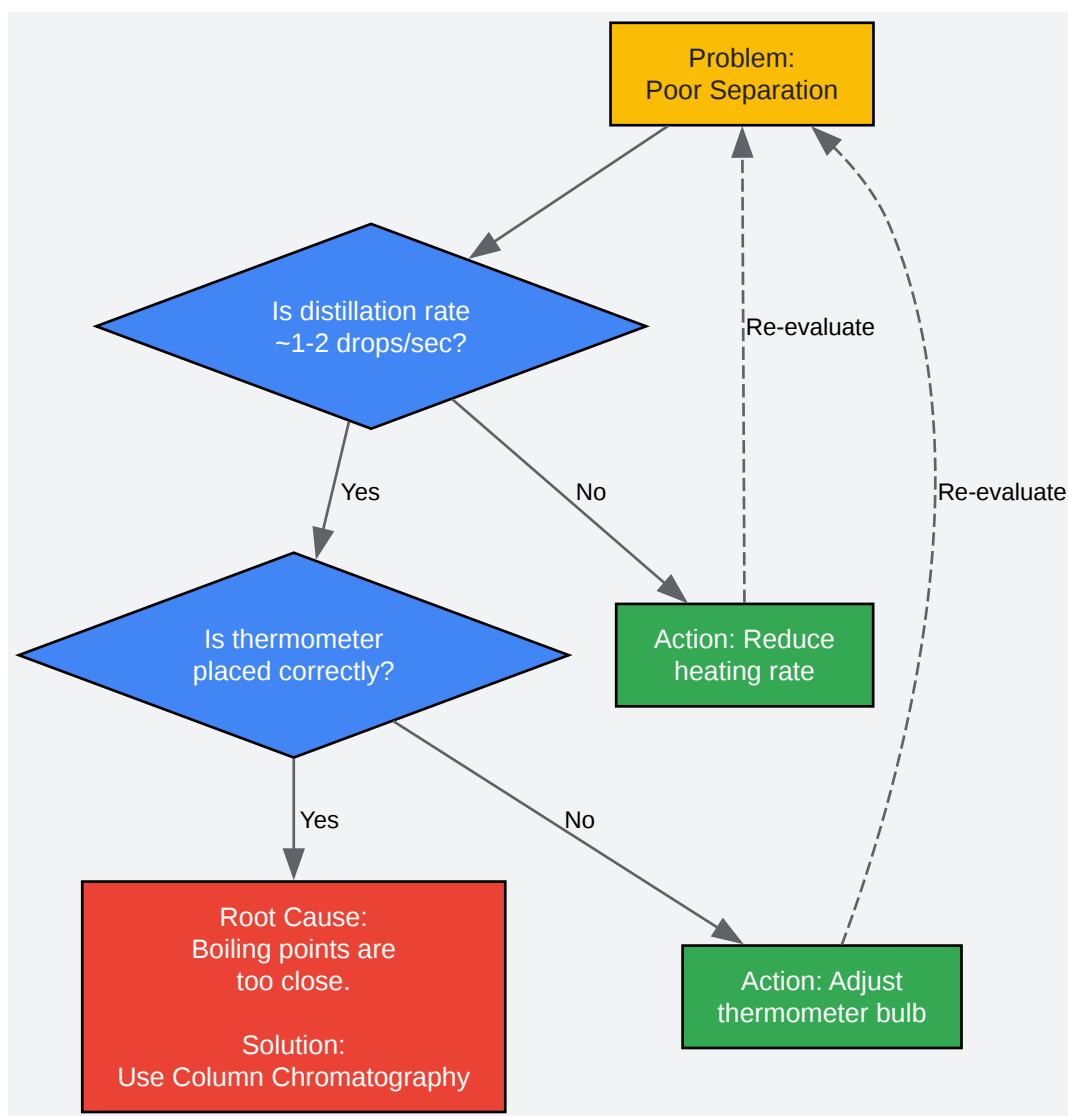 Problem:
Poor Separation
Is distillation rate
~1-2 drops/sec?
Re-evaluate
Yes
No
Re-evaluate
Is thermometer
placed correctly?
Action: Reduce
heating rate
Yes
No
Root Cause:
Boiling points are
too close.
Solution:
Use Column Chromatography
Action: Adjust
thermometer bulb